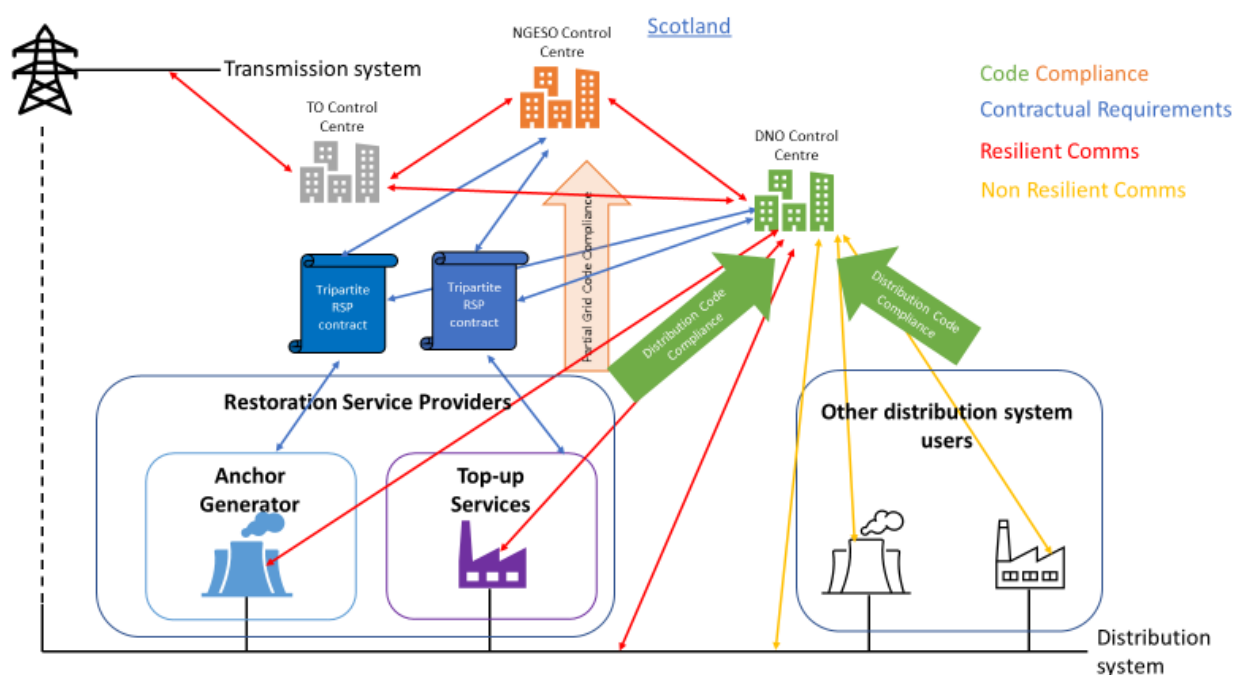 Scotland
NGESO Control
Centre
Transmission system
TO Control
Centre
DNO Control
Centre
Code Compliance
Contractual Requirements
Resilient Comms
Non Resilient Comms
Tripartite
RSP
contract
Tripartite
RSP
contract
Partial Grid Code Compliance
Distribution Code
Compliance
Distribution Code
Compliance
Restoration Service Providers
Anchor
Generator
Top-up
Services
Other distribution system
users
Distribution
system